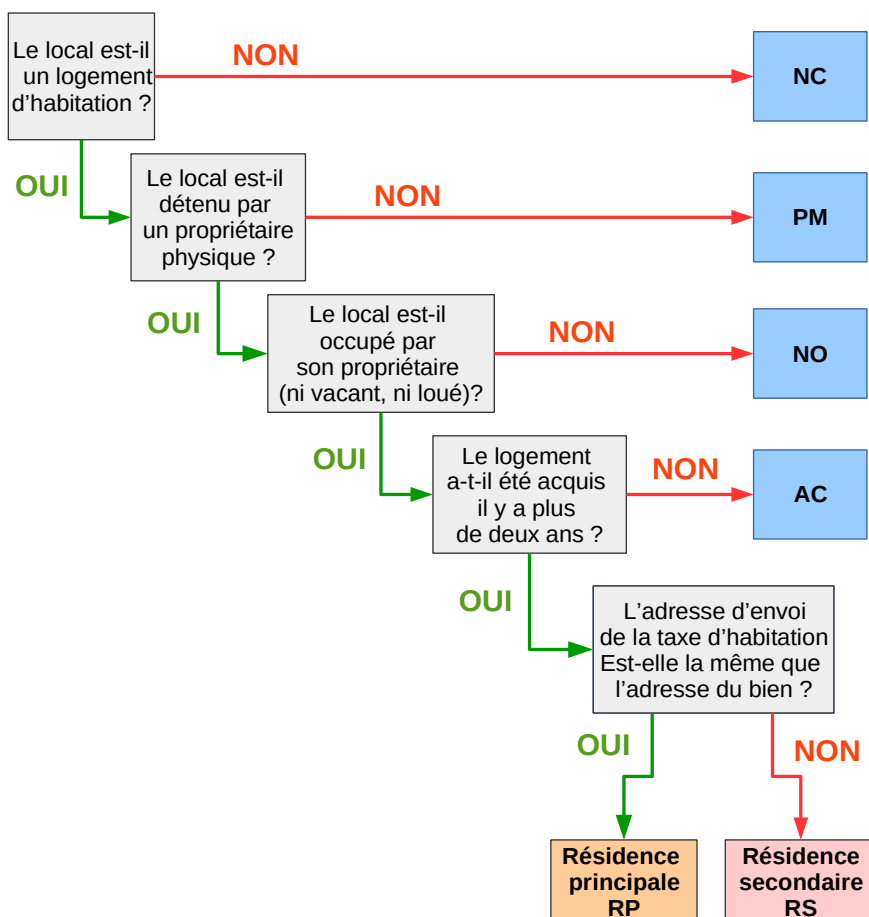 Le local est-il
un logement
d’habitation ?
NON
NC
OUI
Le local est-il
détenu par
un propriétaire
physique ?
NON
PM
OUI
Le local est-il
occupé par
son propriétaire
(ni vacant, ni loué)?
NON
NO
OUI
Le logement
a-t-il été acquis
il y a plus
de deux ans ?
NON
AC
OUI
L’adresse d’envoi
de la taxe d’habitation
Est-elle la même que
l’adresse du bien ?
OUI
NON
Résidence
principale
RP
Résidence
secondaire
RS